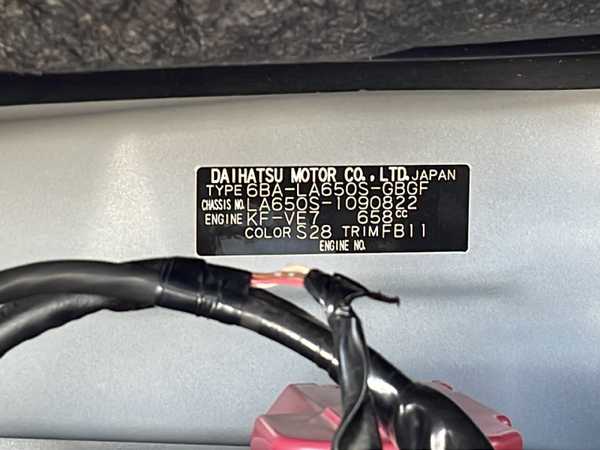 DAIHATSU MOTOR CO.,LTD.JAPAN
TYPE 6BA-LA650S-GBGF
CHASSIS NO. LA650S-1090822
ENGINE KF-VE7 658cc
COLOR S28 TRIM FB11
ENGINE NO.